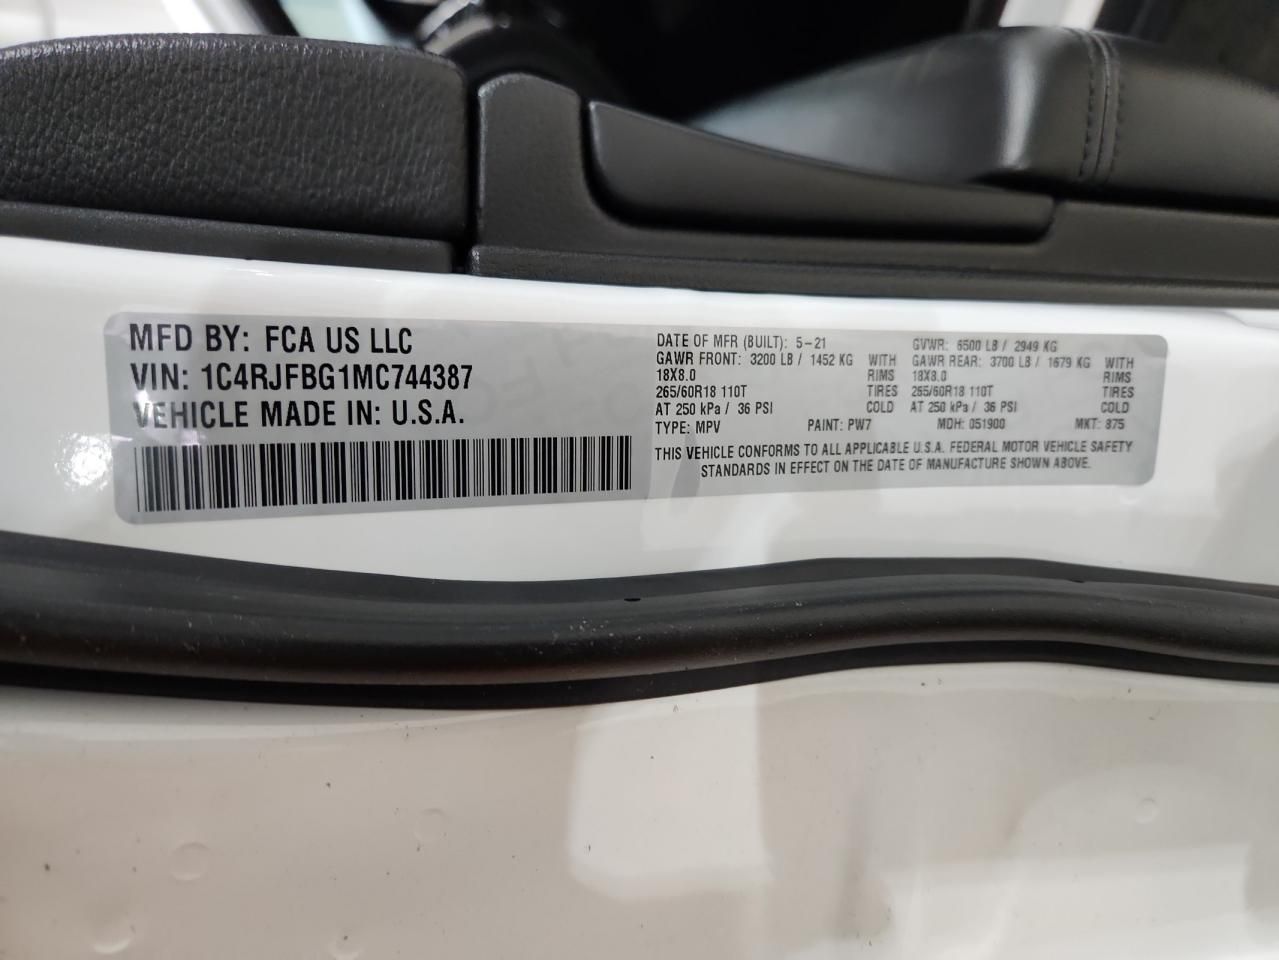 MFD BY: FCA US LLC
VIN: 1C4RJFBG1MC744387
VEHICLE MADE IN: U.S.A.
DATE OF MFR (BUILT): 5-21 GVWR: 6500 LB / 2949 KG
GAWR FRONT: 3200 LB / 1452 KG WITH GAWR REAR: 3700 LB / 1679 KG WITH
18X8.0 RIMS 18X8.0 RIMS
265/60R18 110T TIRES 265/60R18 110T TIRES
AT 250 kPa / 36 PSI COLD AT 250 kPa / 36 PSI COLD
TYPE: MPV PAINT: PW7 MDH: 051900 MKT: 875
THIS VEHICLE CONFORMS TO ALL APPLICABLE U.S.A. FEDERAL MOTOR VEHICLE SAFETY
STANDARDS IN EFFECT ON THE DATE OF MANUFACTURE SHOWN ABOVE.